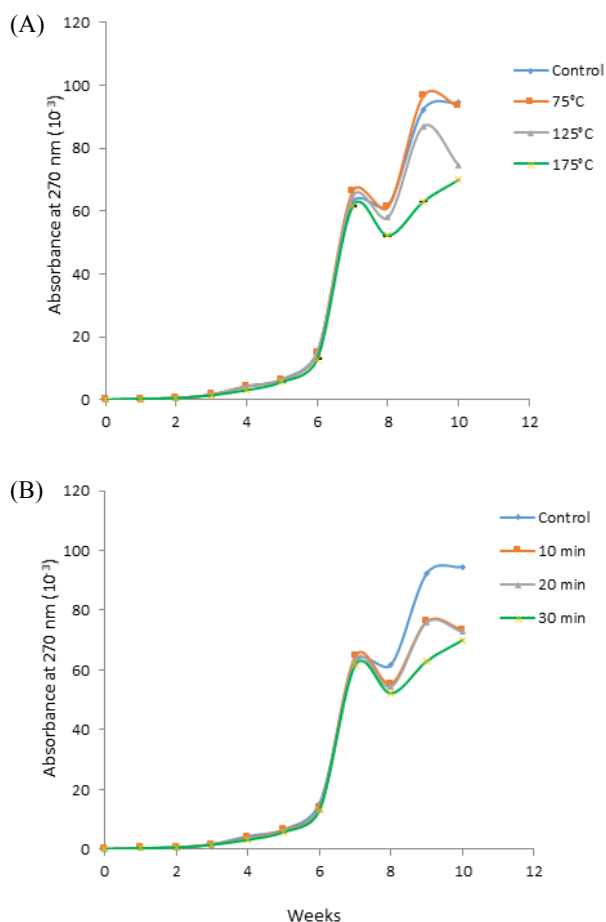 (A)
120
100
80
60
40
20
0
Absorbance at 270 nm (10⁻³)
0 2 4 6 8 10 12
Control
75°C
125°C
175°C
(B)
120
100
80
60
40
20
0
Absorbance at 270 nm (10⁻³)
0 2 4 6 8 10 12
Weeks
Control
10 min
20 min
30 min